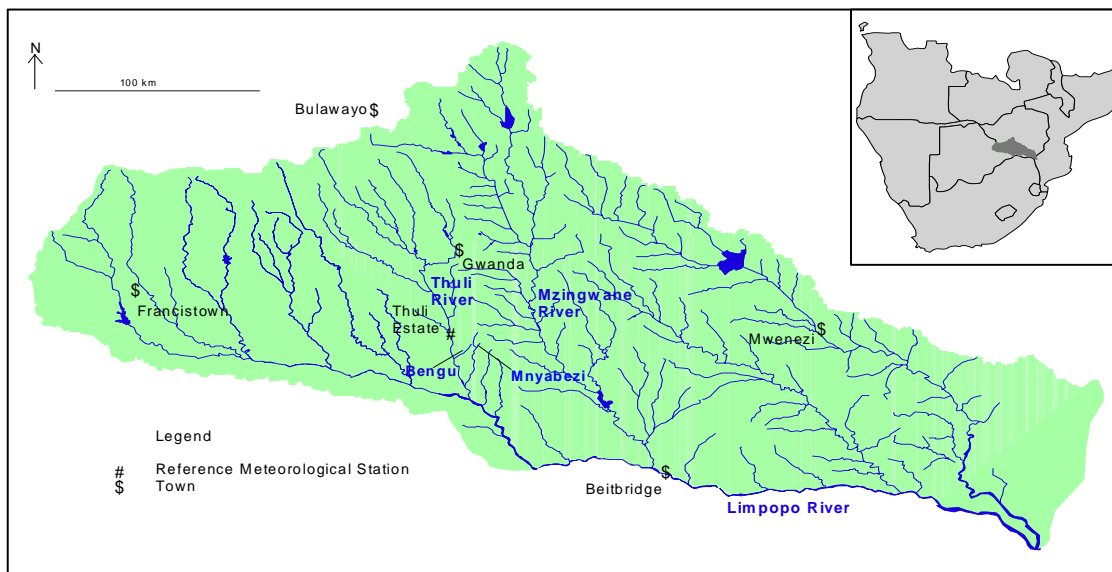 N
100 km
Bulawayo $
$
Gwanda
Thuli
River
Mzingwane
River
$
Francistown
Thuli
Estate #
$
Mwenezi
Bengu
Mnyabezi
Legend
# Reference Meteorological Station
$ Town
$
Beitbridge
Limpopo River